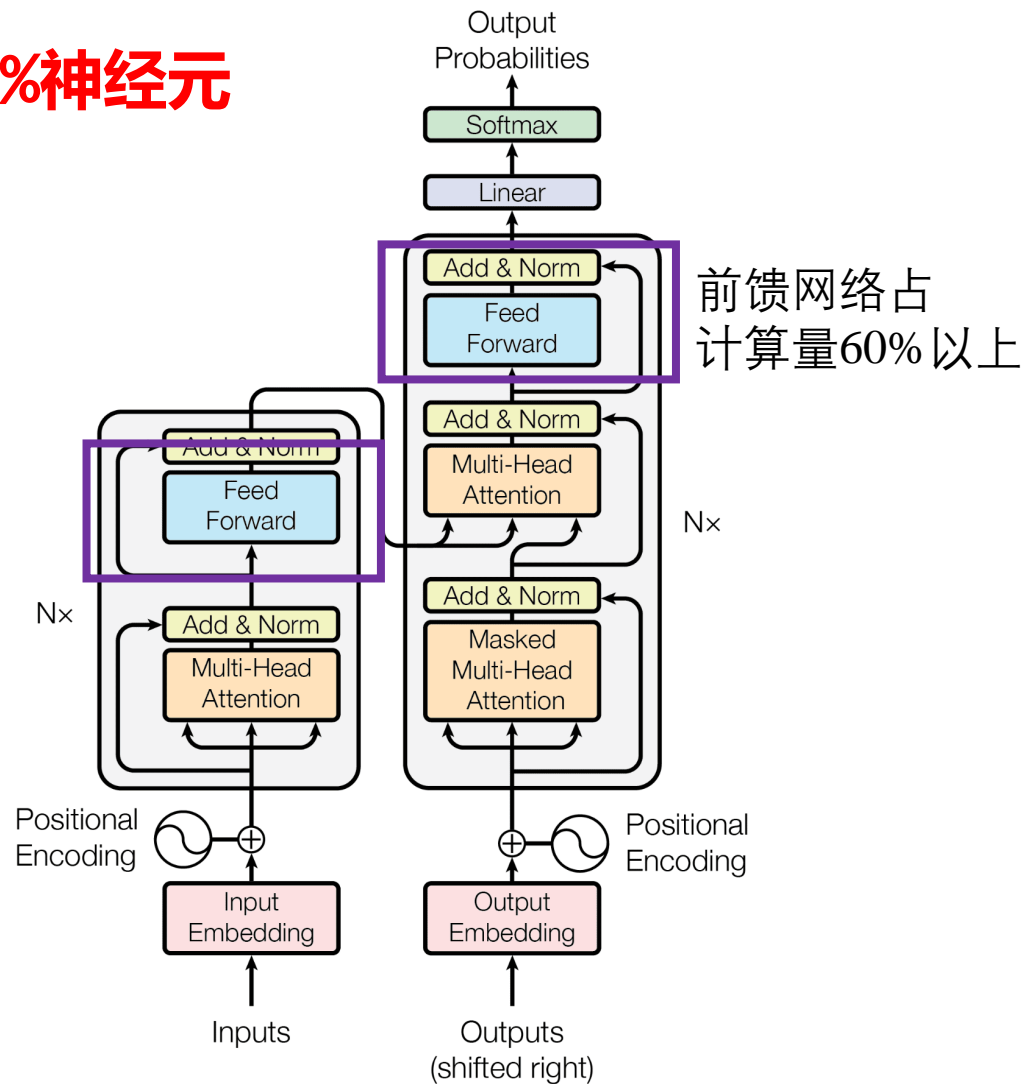 %神经元
Output
Probabilities
Softmax
Linear
Add & Norm
Feed
Forward
前馈网络占
计算量60%以上
Add & Norm
Multi-Head
Attention
Add & Norm
Feed
Forward
N×
Add & Norm
Masked
Multi-Head
Attention
N×
Add & Norm
Multi-Head
Attention
Positional
Encoding
Positional
Encoding
Input
Embedding
Output
Embedding
Inputs
Outputs
(shifted right)